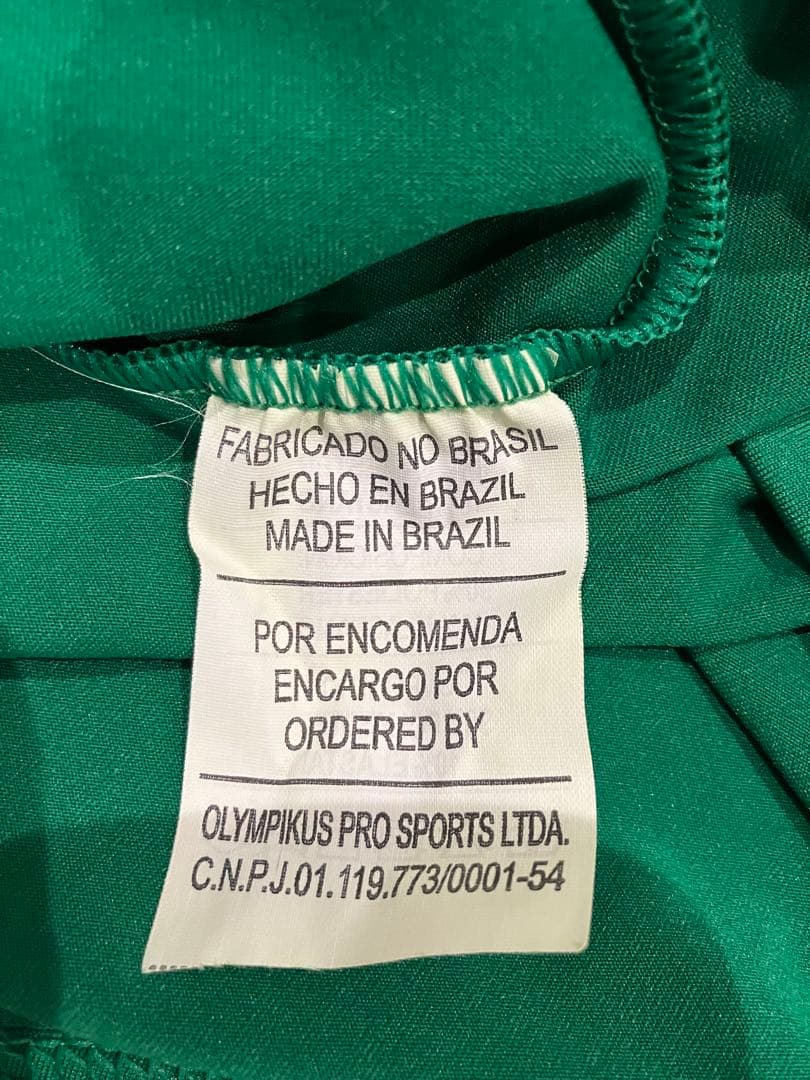 FABRICADO NO BRASIL
HECHO EN BRAZIL
MADE IN BRAZIL
POR ENCOMENDA
ENCARGO POR
ORDERED BY
OLYMPIKUS PRO SPORTS LTDA.
C.N.P.J.01.119.773/0001-54